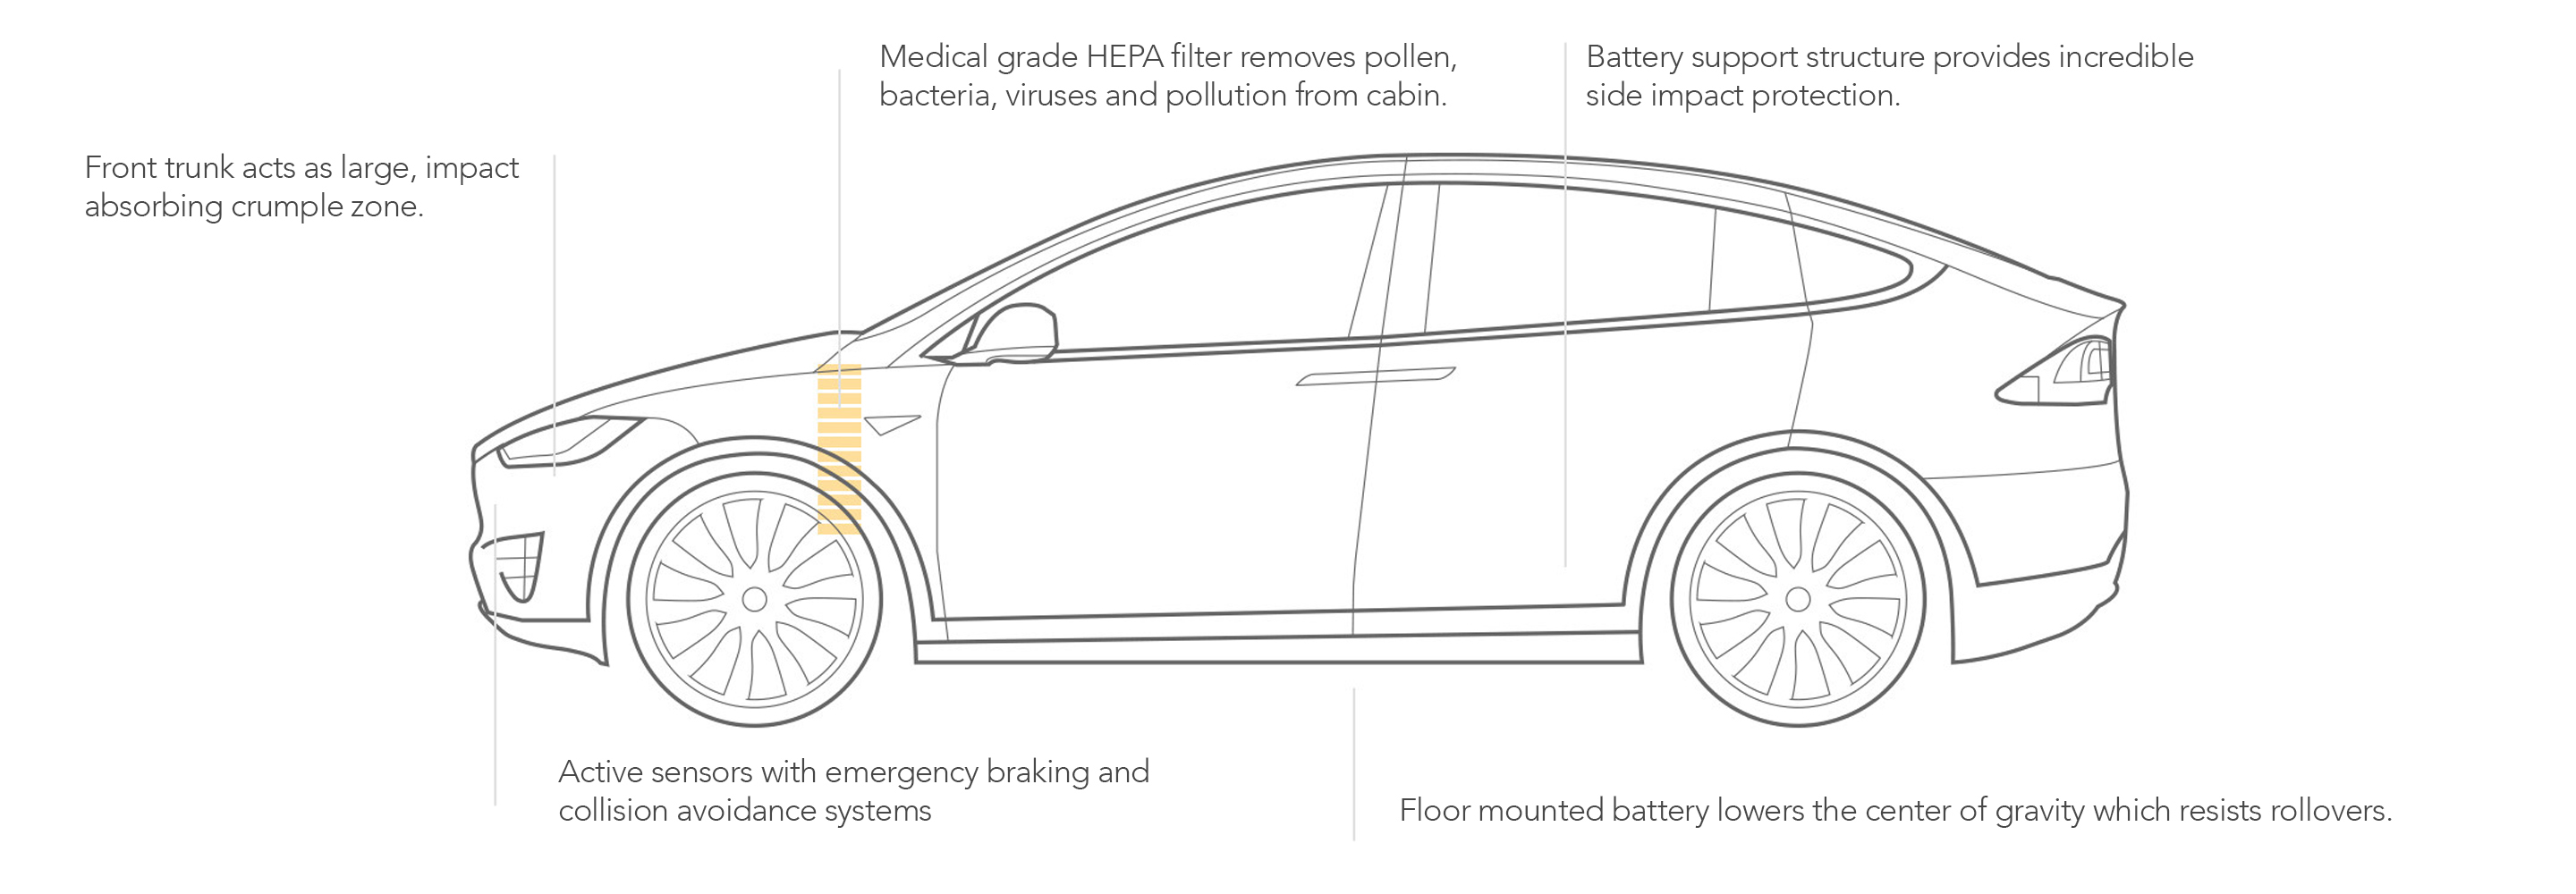 Medical grade HEPA filter removes pollen,
bacteria, viruses and pollution from cabin.
Battery support structure provides incredible
side impact protection.
Front trunk acts as large, impact
absorbing crumple zone.
Active sensors with emergency braking and
collision avoidance systems
Floor mounted battery lowers the center of gravity which resists rollovers.